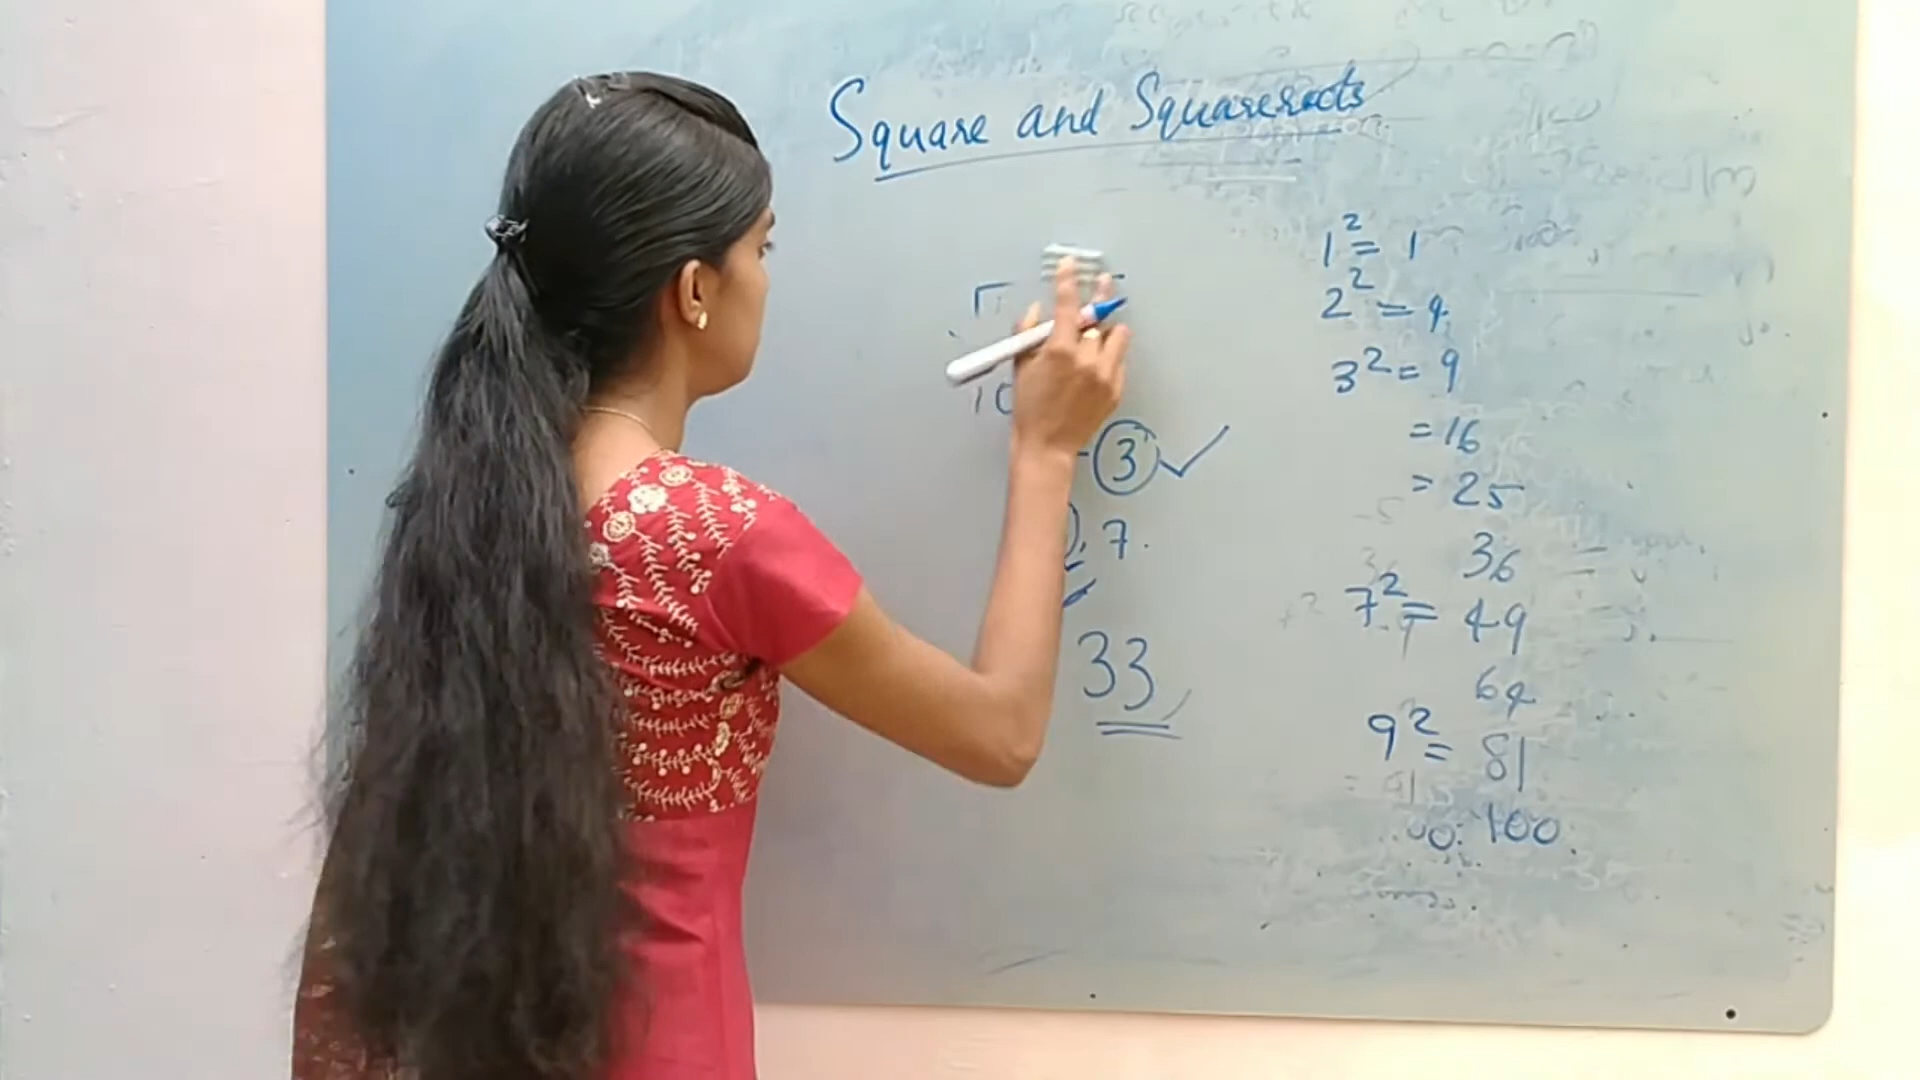 Square and Squareroots
1² = 1
2² = 4
3² = 9
= 16
= 25
36
7² = 49
64
9² = 81
100
10
3 ✓
7.
33